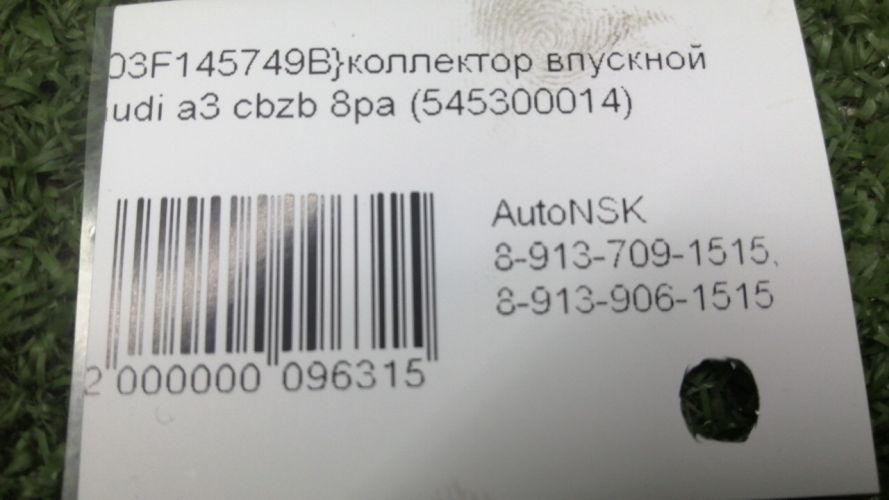 03F145749B}коллектор впускной
udi a3 cbzb 8pa (545300014)
AutoNSK
8-913-709-1515,
8-913-906-1515
2 000000 096315